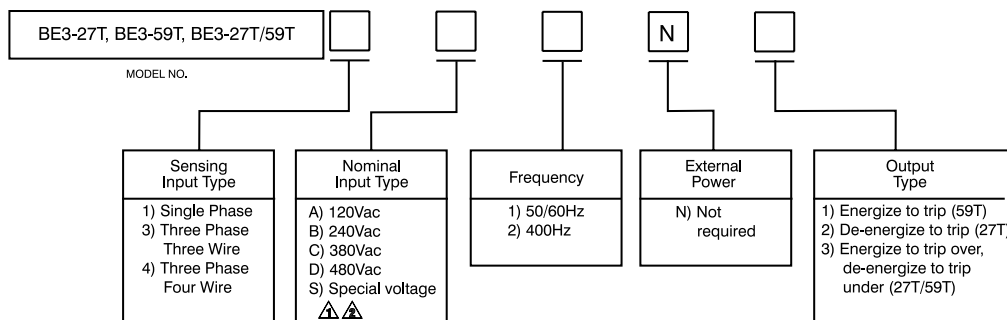 BE3-27T, BE3-59T, BE3-27T/59T
N
MODEL NO.
Sensing
Input Type
1) Single Phase
3) Three Phase
Three Wire
4) Three Phase
Four Wire
Nominal
Input Type
A) 120Vac
B) 240Vac
C) 380Vac
D) 480Vac
S) Special voltage
1 2
Frequency
1) 50/60Hz
2) 400Hz
External
Power
N) Not
required
Output
Type
1) Energize to trip (59T)
2) De-energize to trip (27T)
3) Energize to trip over,
de-energize to trip
under (27T/59T)